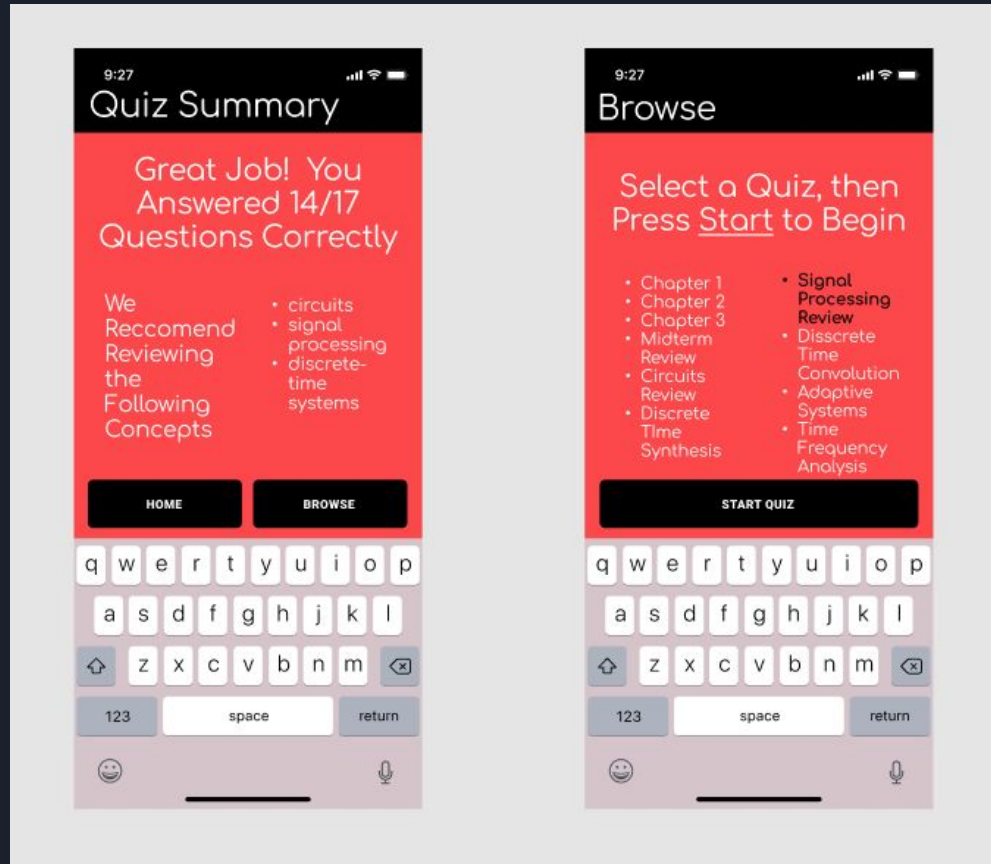 9:27
Quiz Summary
Great Job! You
Answered 14/17
Questions Correctly
We
Reccomend
Reviewing
the
Following
Concepts
• circuits
• signal
processing
• discrete-
time
systems
HOME
BROWSE
q w e r t y u i o p
a s d f g h j k l
z x c v b n m
123 space return
9:27
Browse
Select a Quiz, then
Press Start to Begin
• Chapter 1
• Chapter 2
• Chapter 3
• Midterm
Review
• Circuits
Review
• Discrete
TIme
Synthesis
• Signal
Processing
Review
• Disscrete
Time
Convolution
• Adaptive
Systems
• Time
Frequency
Analysis
START QUIZ
q w e r t y u i o p
a s d f g h j k l
z x c v b n m
123 space return